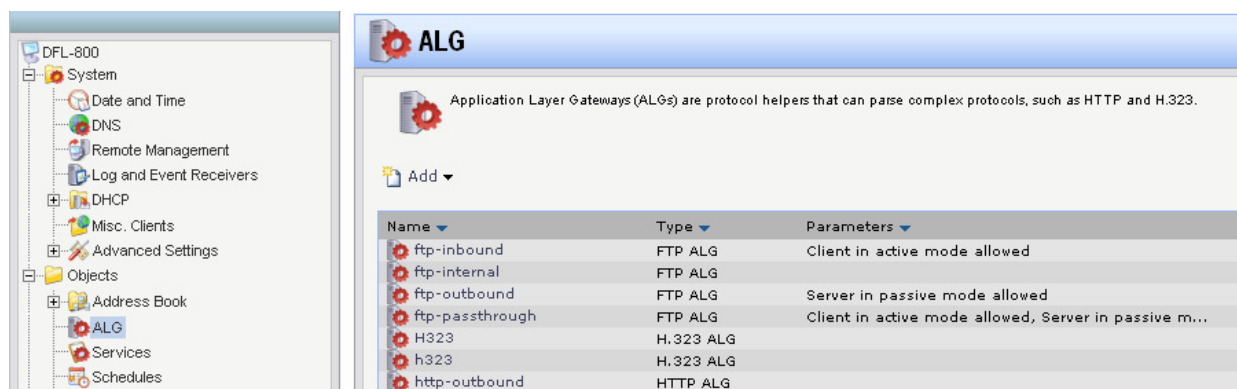 DFL-800
System
Date and Time
DNS
Remote Management
Log and Event Receivers
DHCP
Misc. Clients
Advanced Settings
Objects
Address Book
ALG
Services
Schedules
ALG
Application Layer Gateways (ALGs) are protocol helpers that can parse complex protocols, such as HTTP and H.323.
Add
Name Type Parameters
ftp-inbound FTP ALG Client in active mode allowed
ftp-internal FTP ALG
ftp-outbound FTP ALG Server in passive mode allowed
ftp-passthrough FTP ALG Client in active mode allowed, Server in passive m...
H323 H.323 ALG
h323 H.323 ALG
http-outbound HTTP ALG